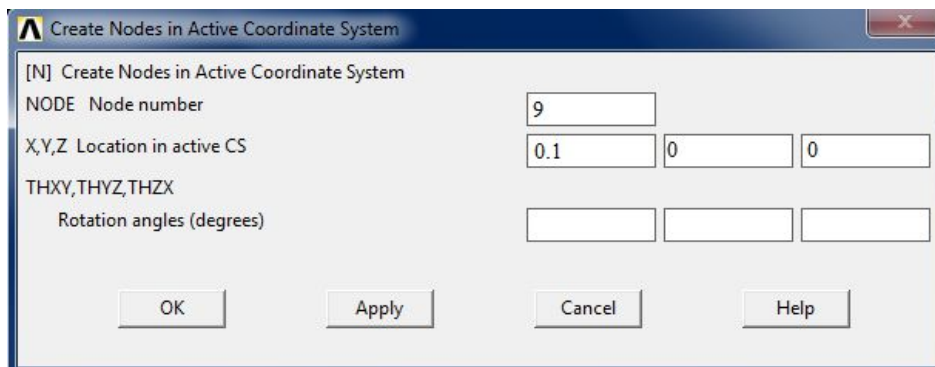 Create Nodes in Active Coordinate System
[N] Create Nodes in Active Coordinate System
NODE Node number 9
X,Y,Z Location in active CS 0.1 0 0
THXY,THYZ,THZX
Rotation angles (degrees)
OK Apply Cancel Help